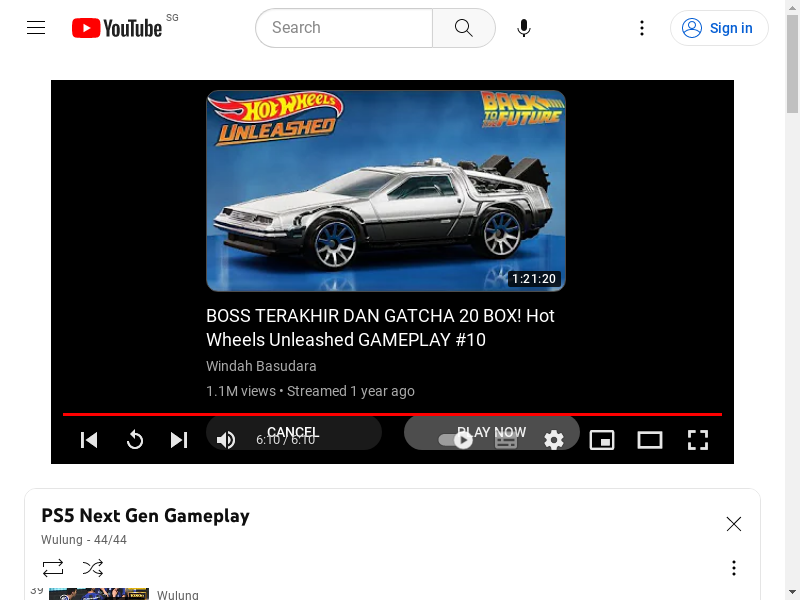 YouTube SG
Search
Sign in
HOT WHEELS
UNLEASHED
BACK
TO THE
FUTURE
1:21:20
BOSS TERAKHIR DAN GATCHA 20 BOX! Hot
Wheels Unleashed GAMEPLAY #10
Windah Basudara
1.1M views • Streamed 1 year ago
CANCEL
PLAY NOW
6:10 / 6:10
PS5 Next Gen Gameplay
Wulung - 44/44
39
Wulung